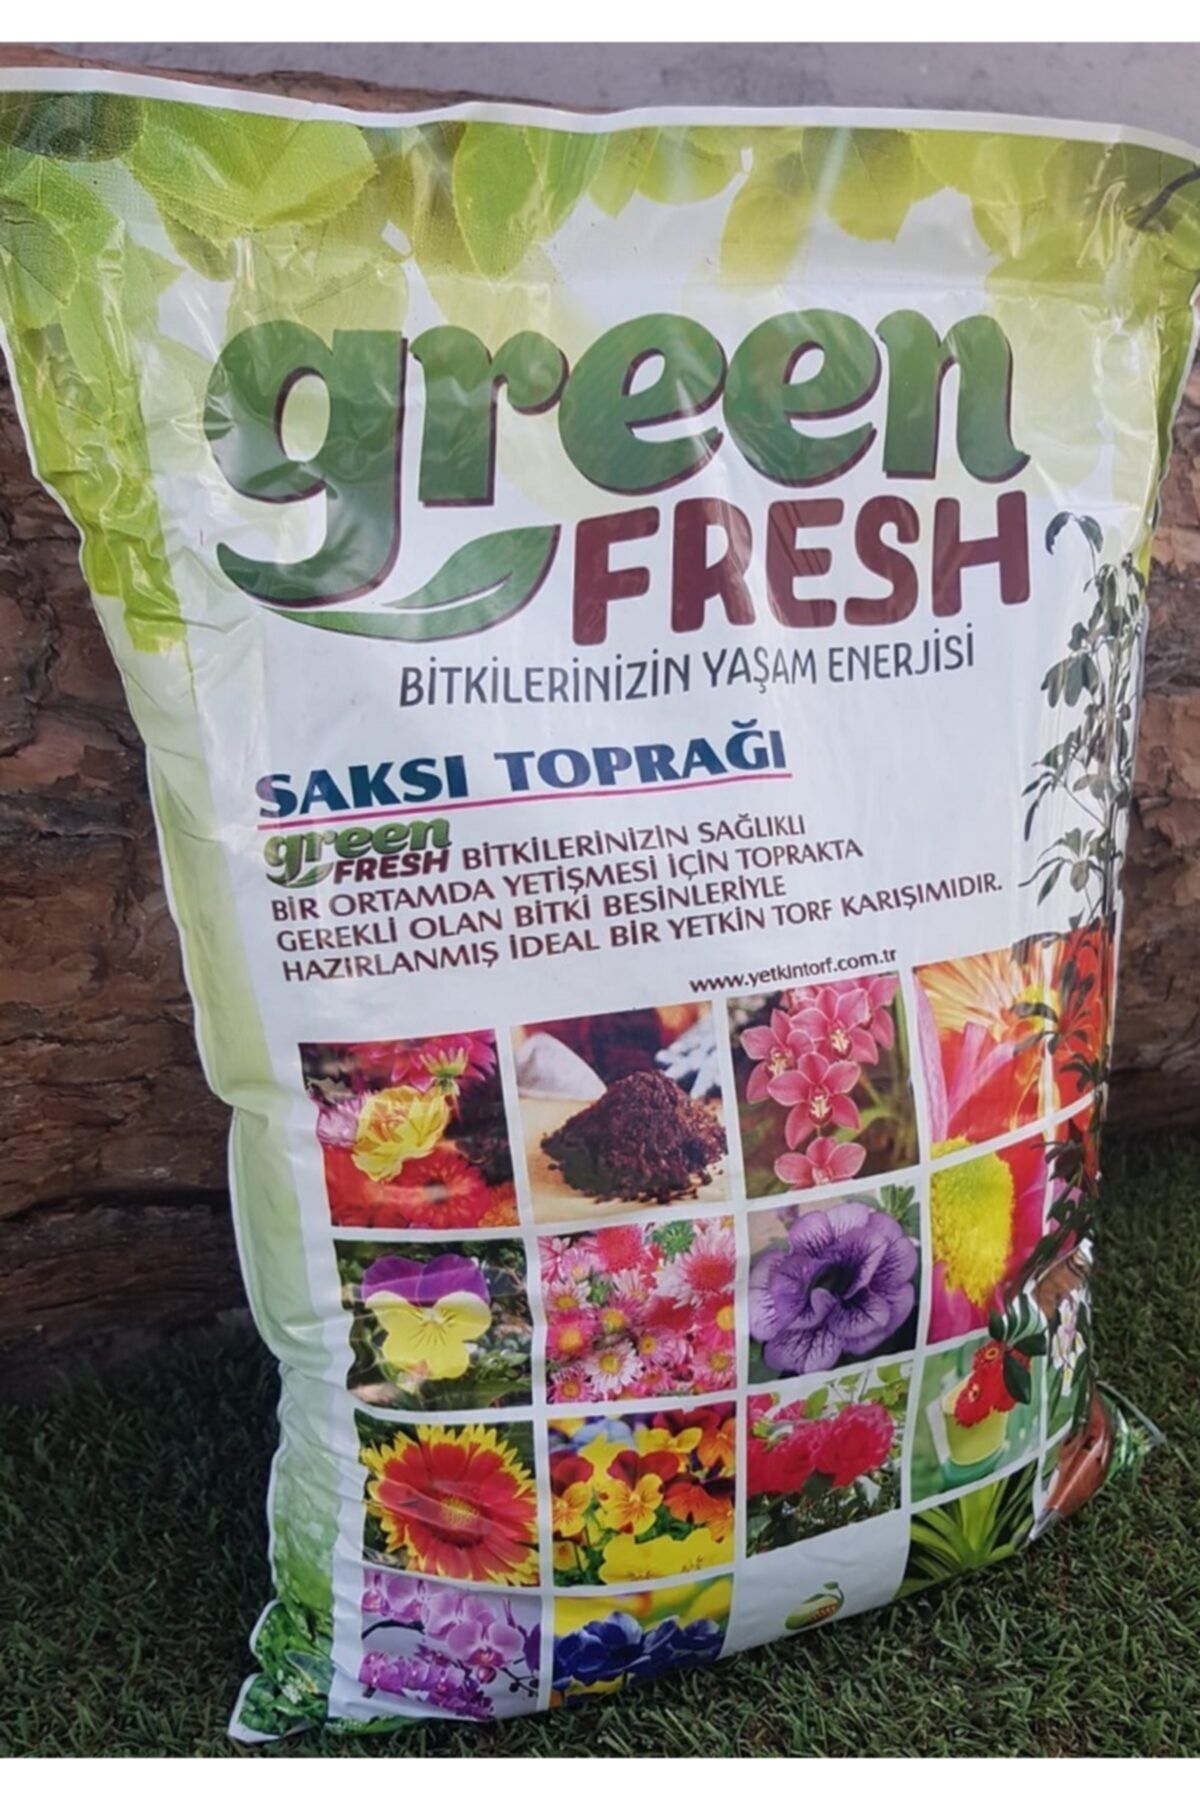 green
FRESH
BİTKİLERİNİZİN YAŞAM ENERJİSİ
SAKSI TOPRAĞI
green FRESH BİTKİLERİNİZİN SAĞLIKLI
BİR ORTAMDA YETİŞMESİ İÇİN TOPRAKTA
GEREKLİ OLAN BİTKİ BESİNLERİYLE
HAZIRLANMIŞ İDEAL BİR YETKİN TORF KARIŞIMIDIR.
www.yetkintorf.com.tr